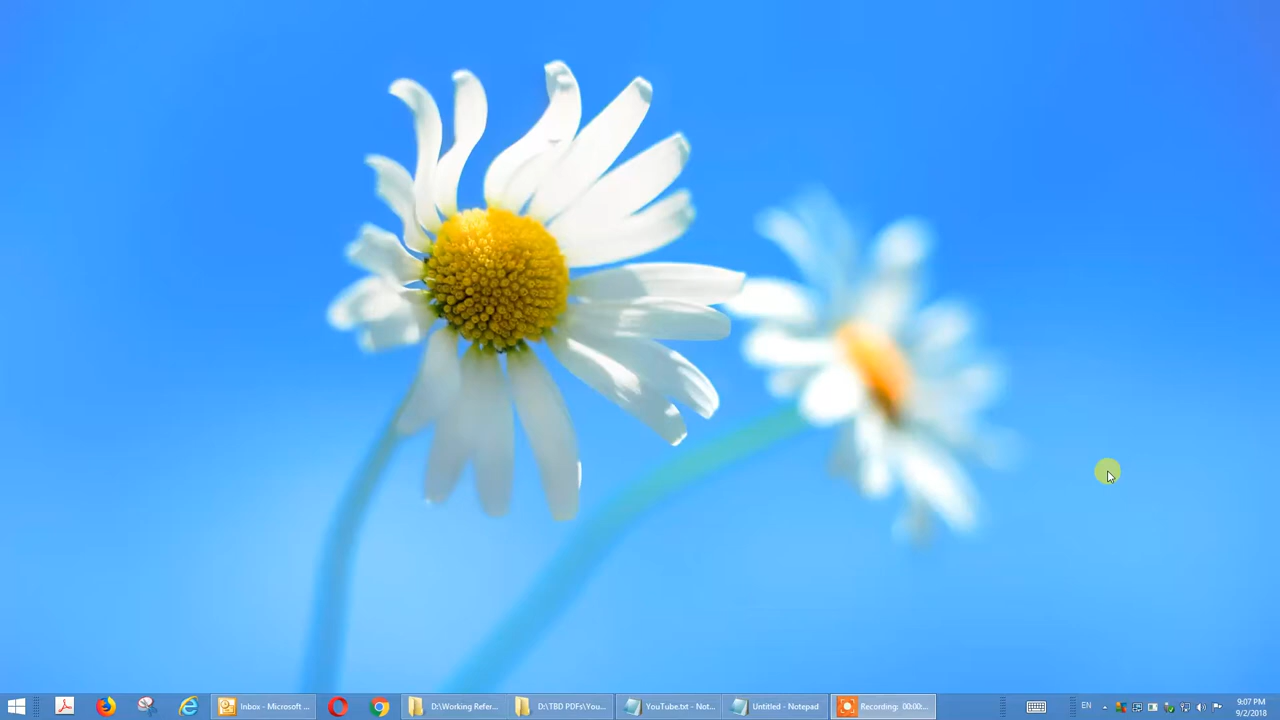 Inbox - Microsoft ...
D:\Working Refer...
D:\TBD PDFs\You...
YouTube.txt - Not...
Untitled - Notepad
Recording: 00:00:...
EN
9:07 PM
9/2/2018